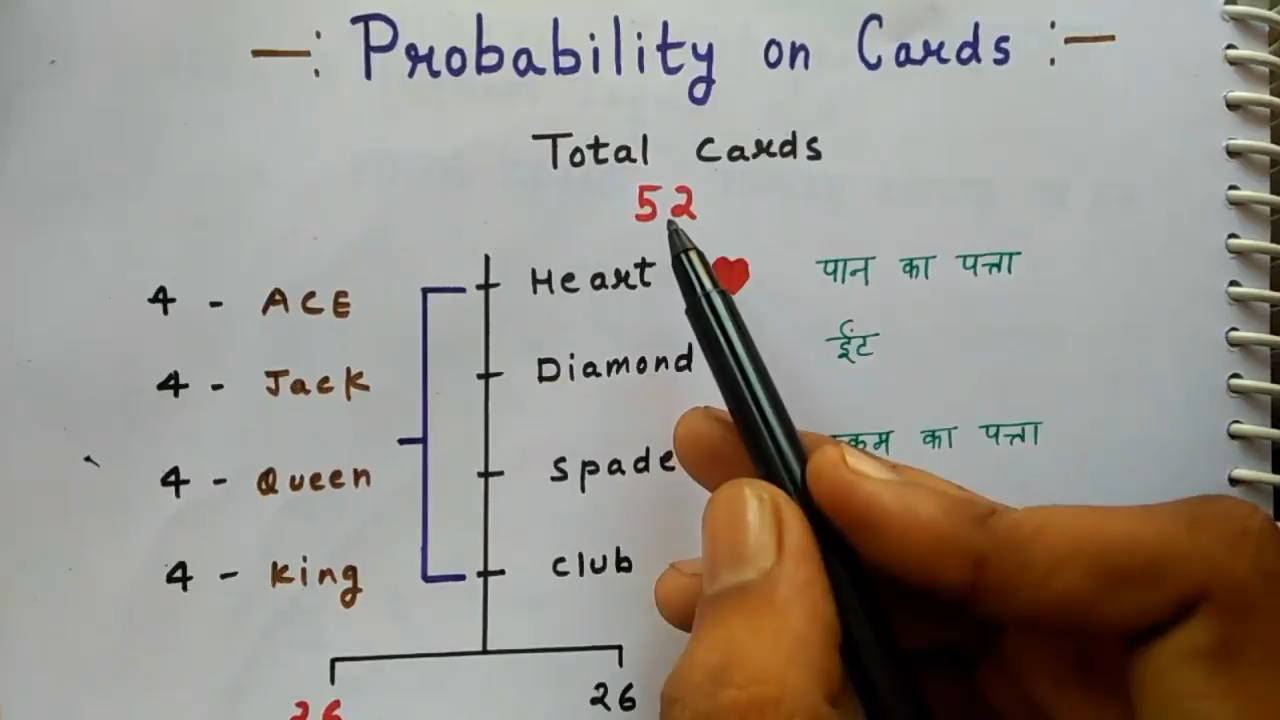 -: Probability on Cards :-
Total Cards
52
4 - ACE Heart पान का पत्ता
4 - Jack Diamond ईंट
4 - Queen Spade का पत्ता
4 - King Club
26 26